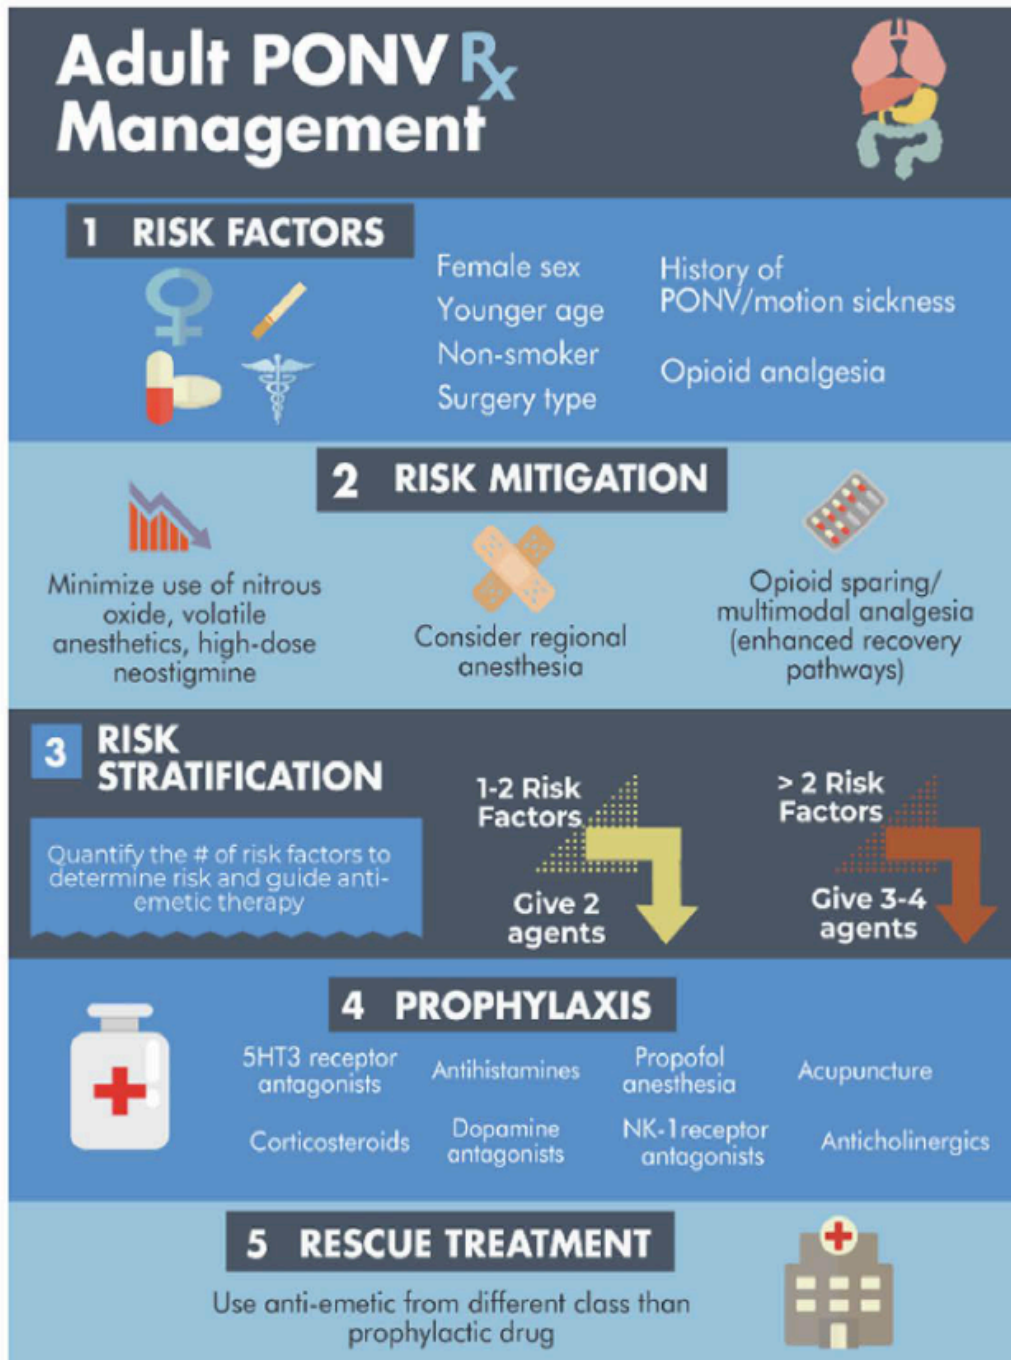 Adult PONV Rx
Management
1 RISK FACTORS
Female sex
Younger age
Non-smoker
Surgery type
History of
PONV/motion sickness
Opioid analgesia
2 RISK MITIGATION
Minimize use of nitrous
oxide, volatile
anesthetics, high-dose
neostigmine
Consider regional
anesthesia
Opioid sparing/
multimodal analgesia
(enhanced recovery
pathways)
3 RISK
STRATIFICATION
Quantify the # of risk factors to
determine risk and guide anti-
emetic therapy
1-2 Risk
Factors
Give 2
agents
> 2 Risk
Factors
Give 3-4
agents
4 PROPHYLAXIS
5HT3 receptor
antagonists
Antihistamines
Propofol
anesthesia
Acupuncture
Corticosteroids
Dopamine
antagonists
NK-1 receptor
antagonists
Anticholinergics
5 RESCUE TREATMENT
Use anti-emetic from different class than
prophylactic drug